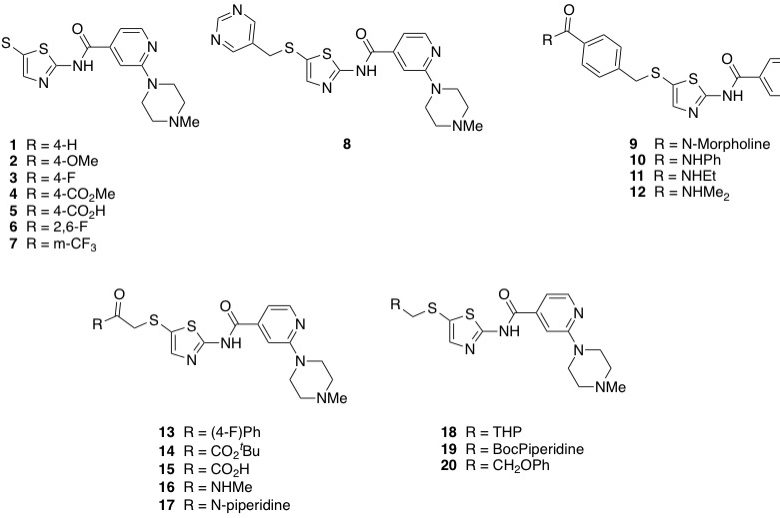 1 R = 4-H
2 R = 4-OMe
3 R = 4-F
4 R = 4-CO₂Me
5 R = 4-CO₂H
6 R = 2,6-F
7 R = m-CF₃
S
S
N
NH
O
N
N
NMe
8
N
N
S
S
N
NH
O
N
N
NMe
9 R = N-Morpholine
10 R = NHPh
11 R = NHEt
12 R = NHMe₂
O
R
S
S
N
NH
O
13 R = (4-F)Ph
14 R = CO₂ᵗBu
15 R = CO₂H
16 R = NHMe
17 R = N-piperidine
O
R
S
S
N
NH
O
N
N
NMe
18 R = THP
19 R = BocPiperidine
20 R = CH₂OPh
R
S
S
N
NH
O
N
N
NMe